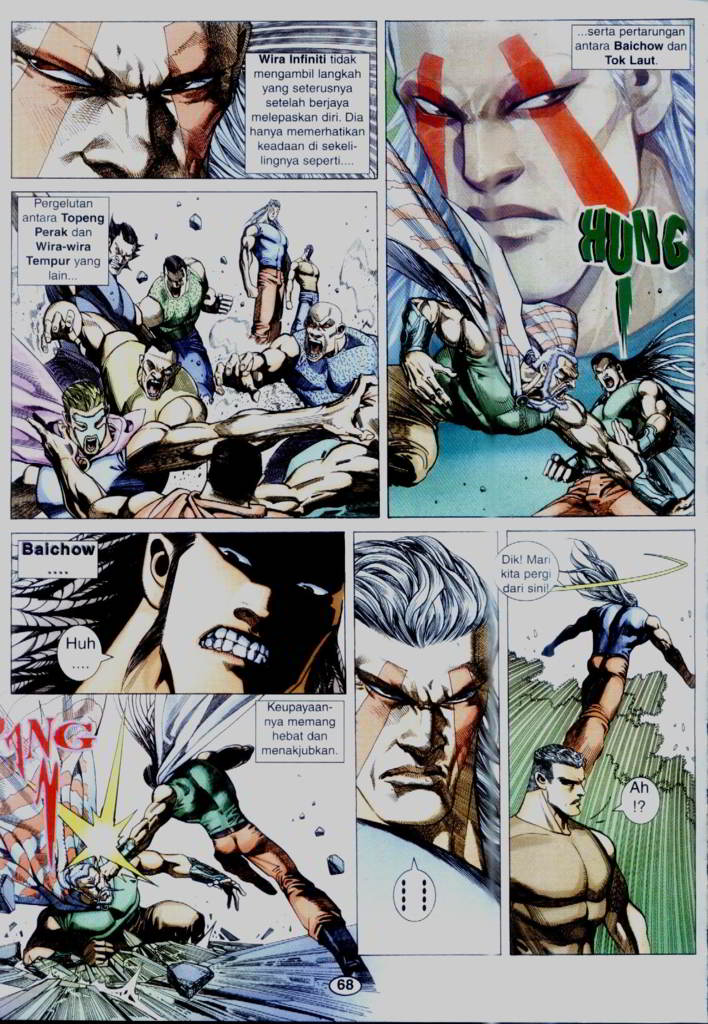 Wira Infiniti tidak
mengambil langkah
yang seterusnya
setelah berjaya
melepaskan diri. Dia
hanya memerhatikan
keadaan di sekeli-
lingnya seperti....
...serta pertarungan
antara Baichow dan
Tok Laut.
HUNG
!
Pergelutan
antara Topeng
Perak dan
Wira-wira
Tempur yang
lain...
Baichow
....
Huh
....
Keupayaan-
nya memang
hebat dan
menakjubkan.
ANG
!
Dik! Mari
kita pergi
dari sini!
Ah
!?
68